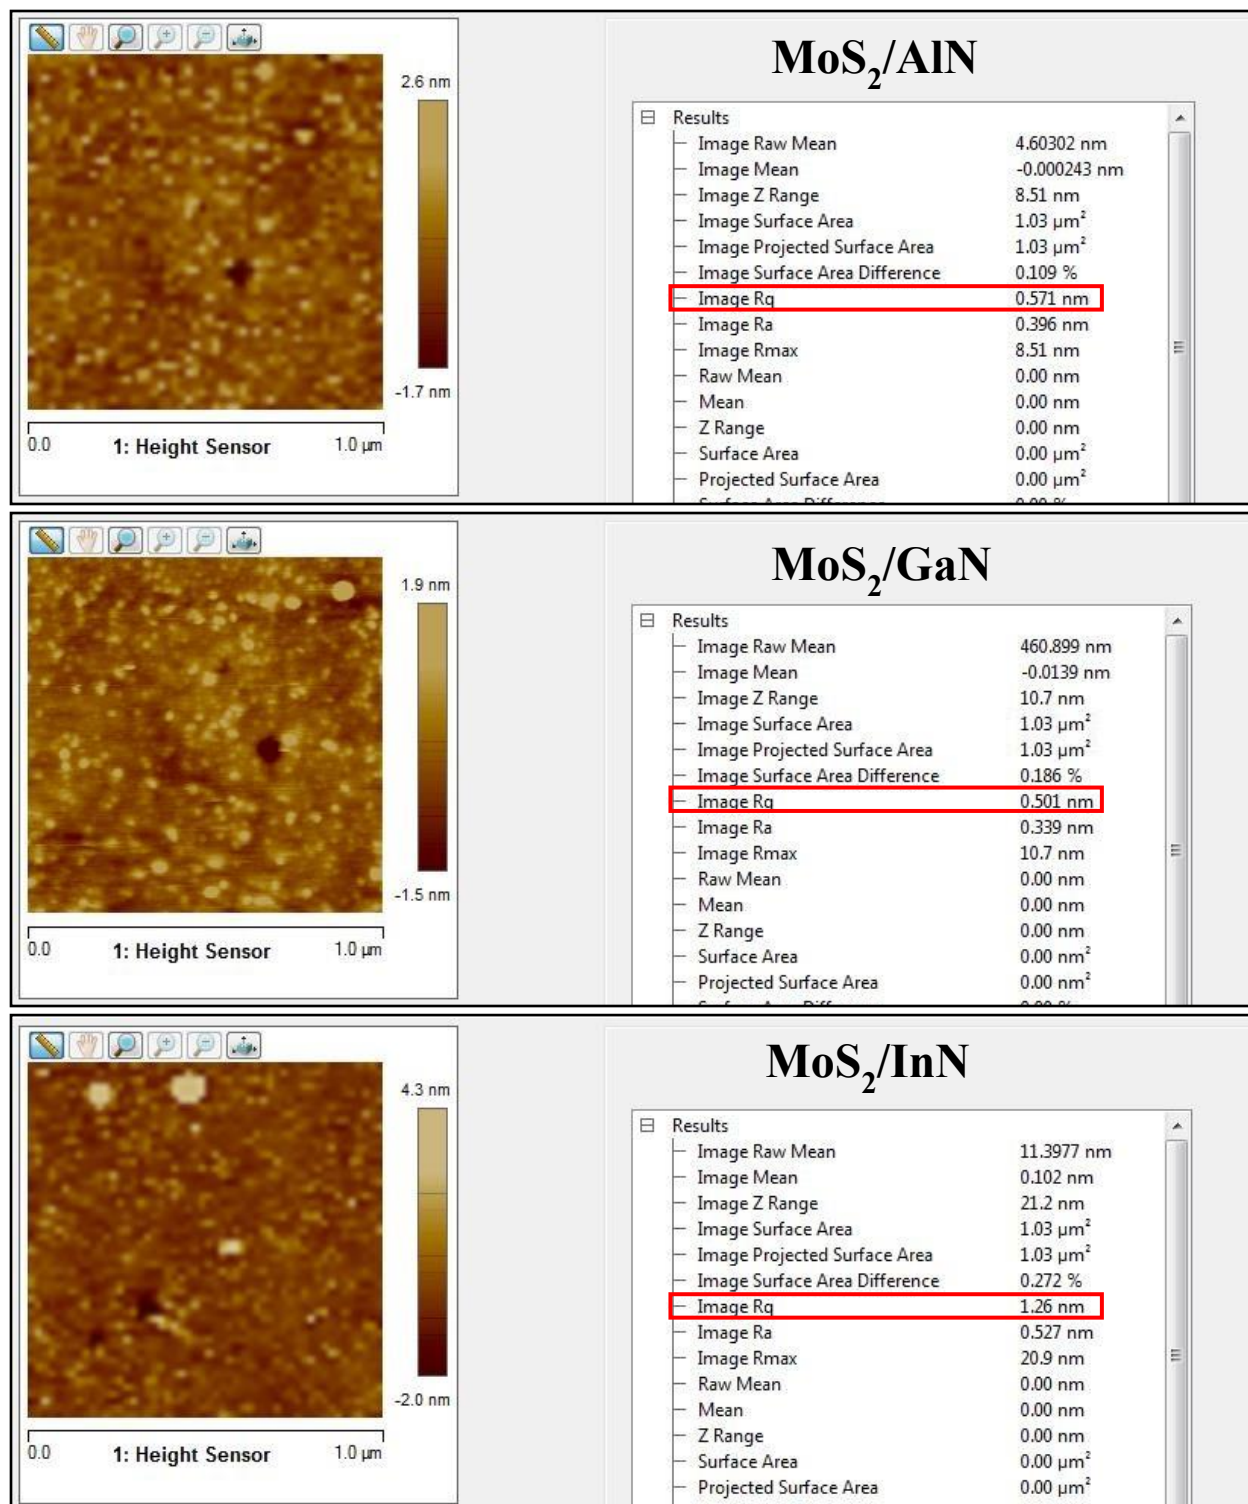 MoS₂/AlN
2.6 nm
-1.7 nm
0.0 1: Height Sensor 1.0 µm
Results
Image Raw Mean 4.60302 nm
Image Mean -0.000243 nm
Image Z Range 8.51 nm
Image Surface Area 1.03 µm²
Image Projected Surface Area 1.03 µm²
Image Surface Area Difference 0.109 %
Image Rq 0.571 nm
Image Ra 0.396 nm
Image Rmax 8.51 nm
Raw Mean 0.00 nm
Mean 0.00 nm
Z Range 0.00 nm
Surface Area 0.00 µm²
Projected Surface Area 0.00 µm²
MoS₂/GaN
1.9 nm
-1.5 nm
0.0 1: Height Sensor 1.0 µm
Results
Image Raw Mean 460.899 nm
Image Mean -0.0139 nm
Image Z Range 10.7 nm
Image Surface Area 1.03 µm²
Image Projected Surface Area 1.03 µm²
Image Surface Area Difference 0.186 %
Image Rq 0.501 nm
Image Ra 0.339 nm
Image Rmax 10.7 nm
Raw Mean 0.00 nm
Mean 0.00 nm
Z Range 0.00 nm
Surface Area 0.00 nm²
Projected Surface Area 0.00 nm²
MoS₂/InN
4.3 nm
-2.0 nm
0.0 1: Height Sensor 1.0 µm
Results
Image Raw Mean 11.3977 nm
Image Mean 0.102 nm
Image Z Range 21.2 nm
Image Surface Area 1.03 µm²
Image Projected Surface Area 1.03 µm²
Image Surface Area Difference 0.272 %
Image Rq 1.26 nm
Image Ra 0.527 nm
Image Rmax 20.9 nm
Raw Mean 0.00 nm
Mean 0.00 nm
Z Range 0.00 nm
Surface Area 0.00 µm²
Projected Surface Area 0.00 µm²